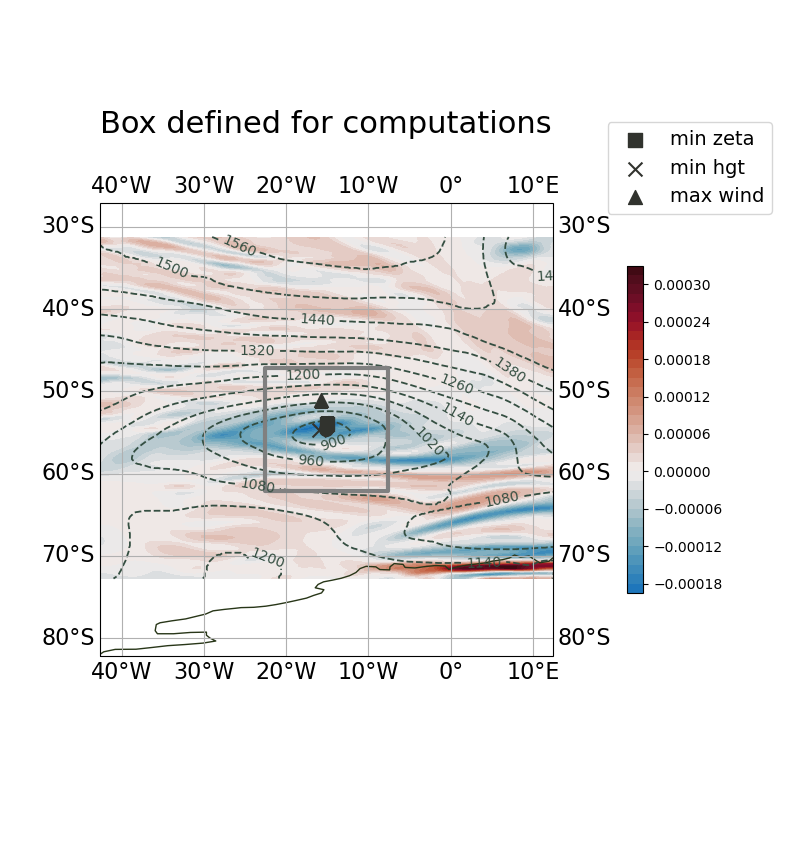 Box defined for computations
min zeta
min hgt
max wind
40°W 30°W 20°W 10°W 0° 10°E
30°S 30°S
40°S 40°S
50°S 50°S
60°S 60°S
70°S 70°S
80°S 80°S
40°W 30°W 20°W 10°W 0° 10°E
1560
1500
14
1440
1320
1380
1200
1260
1140
1020
900
960
1080
1080
1200
1140
0.00030
0.00024
0.00018
0.00012
0.00006
0.00000
−0.00006
−0.00012
−0.00018